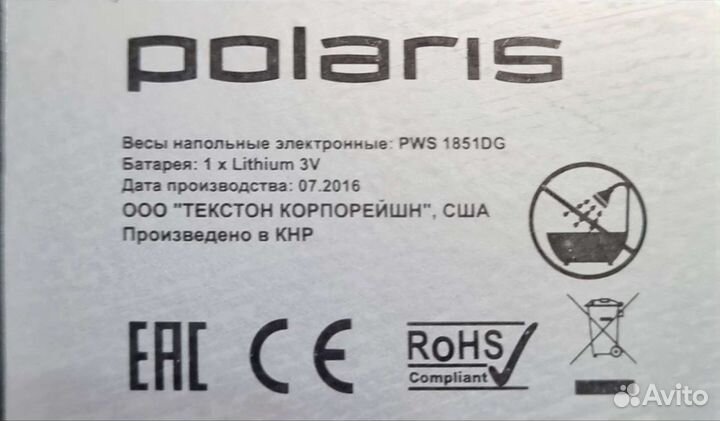 polaris
Весы напольные электронные: PWS 1851DG
Батарея: 1 x Lithium 3V
Дата производства: 07.2016
ООО "ТЕКСТОН КОРПОРЕЙШН", США
Произведено в КНР
EAC CE RoHS
Compliant
Avito